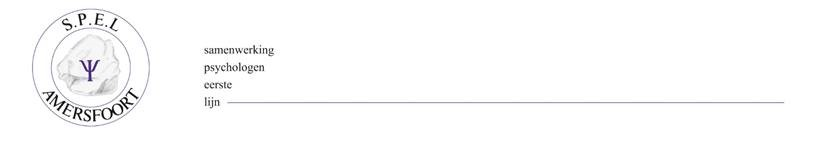 S.P.E.L
Ψ
AMERSFOORT
samenwerking
psychologen
eerste
lijn